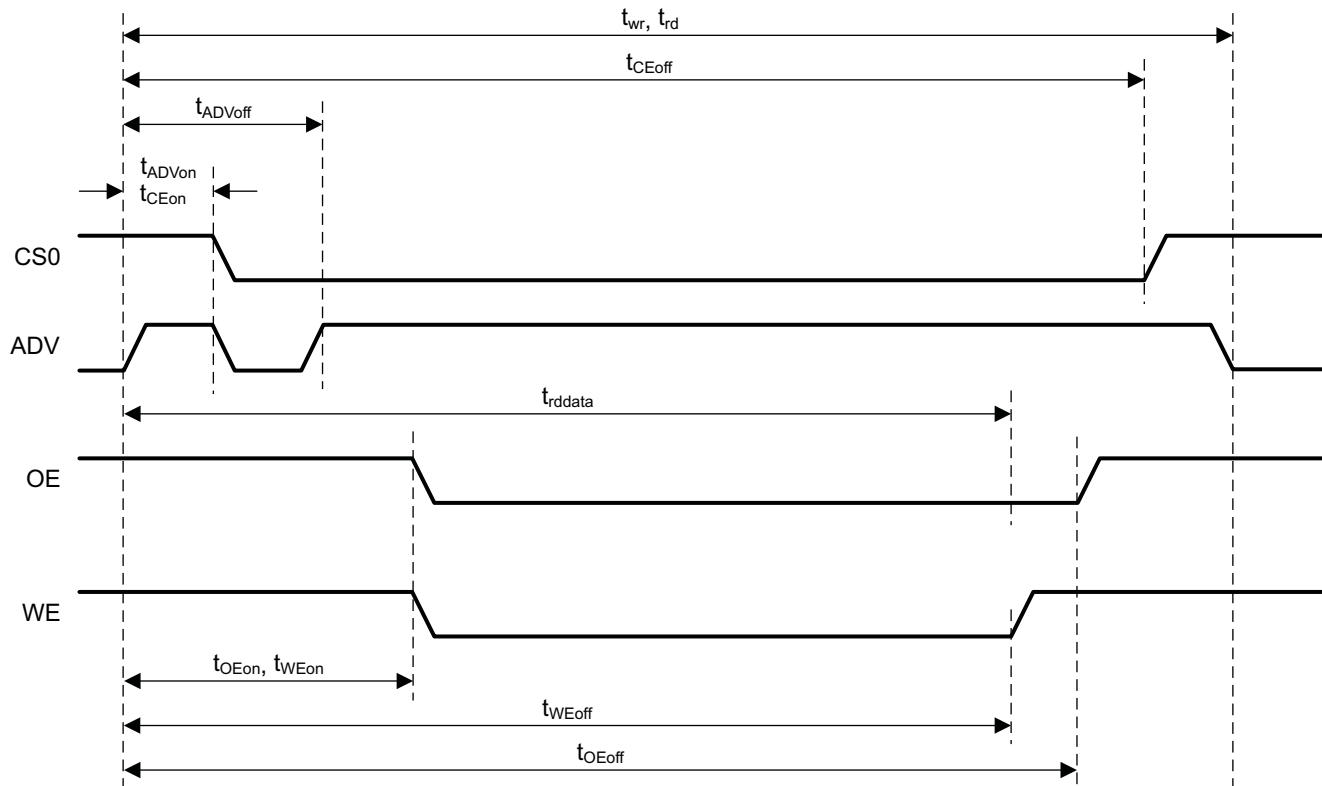 twr, trd
tCEoff
tADVoff
tADVon
tCEon
CS0
ADV
trddata
OE
WE
tOEon, tWEon
tWEoff
tOEoff